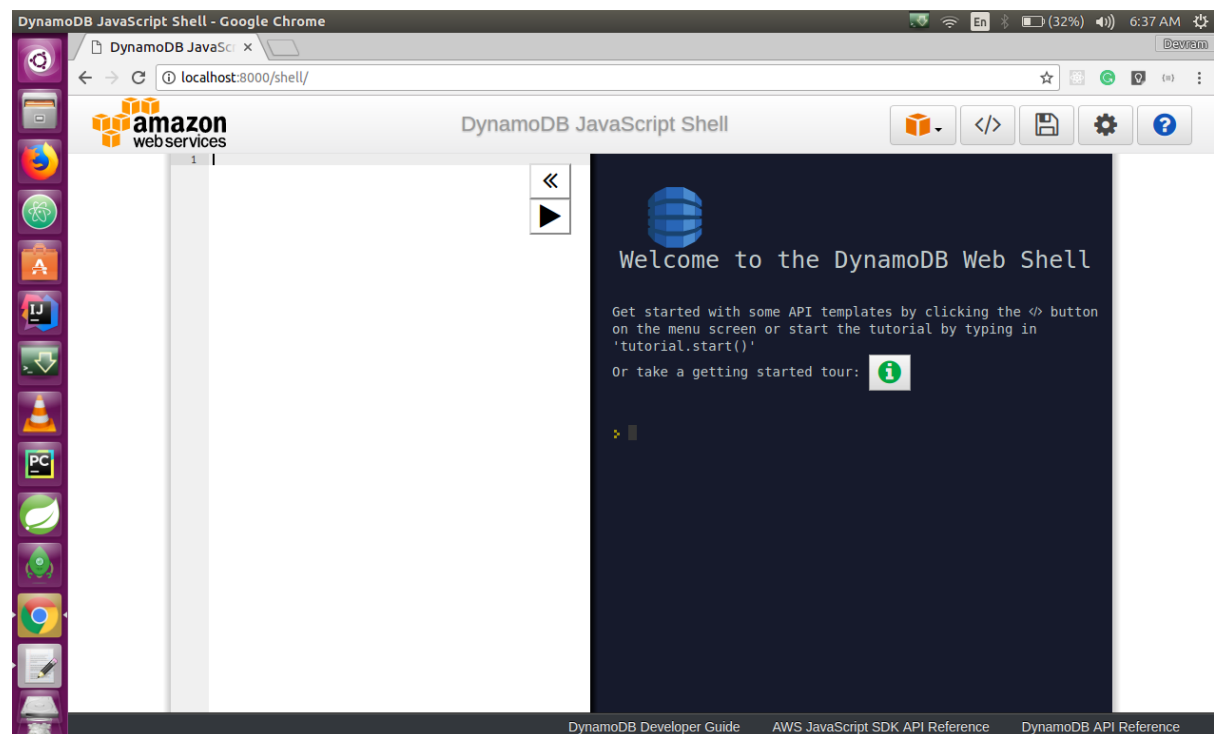 DynamoDB JavaScript Shell - Google Chrome
En (32%) 6:37 AM
DynamoDB JavaSc
Devram
localhost:8000/shell/
amazon
webservices
DynamoDB JavaScript Shell
</>
1
Welcome to the DynamoDB Web Shell
Get started with some API templates by clicking the </> button
on the menu screen or start the tutorial by typing in
'tutorial.start()'
Or take a getting started tour:
>
DynamoDB Developer Guide AWS JavaScript SDK API Reference DynamoDB API Reference
IJ
PC